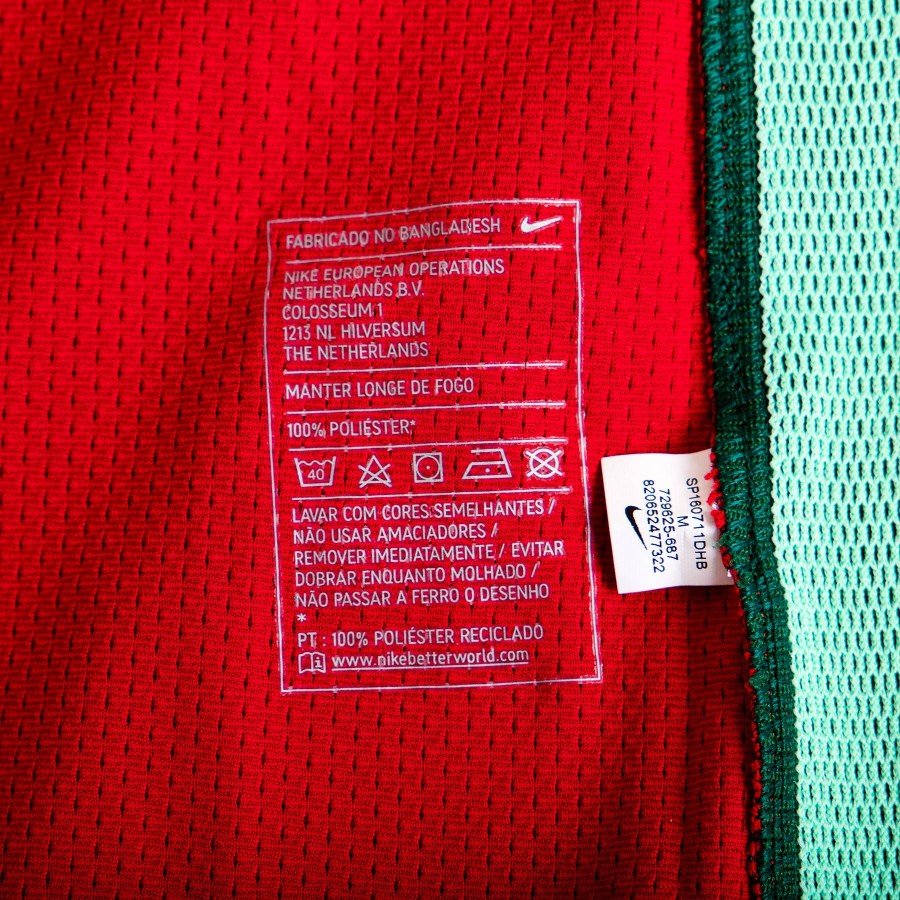 FABRICADO NO BANGLADESH
NIKE EUROPEAN OPERATIONS
NETHERLANDS B.V.
COLOSSEUM 1
1213 NL HILVERSUM
THE NETHERLANDS
MANTER LONGE DE FOGO
100% POLIÉSTER*
40
LAVAR COM CORES SEMELHANTES /
NÃO USAR AMACIADORES /
REMOVER IMEDIATAMENTE / EVITAR
DOBRAR ENQUANTO MOLHADO /
NÃO PASSAR A FERRO O DESENHO
*
PT : 100% POLIÉSTER RECICLADO
www.nikebetterworld.com
SP160711DHB
M
729625-687
820652477322